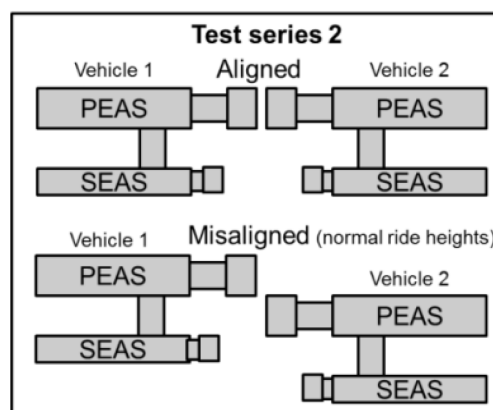 Test series 2
Vehicle 1 Aligned Vehicle 2
PEAS PEAS
SEAS SEAS
Vehicle 1 Misaligned (normal ride heights)
Vehicle 2
PEAS
PEAS
SEAS
SEAS